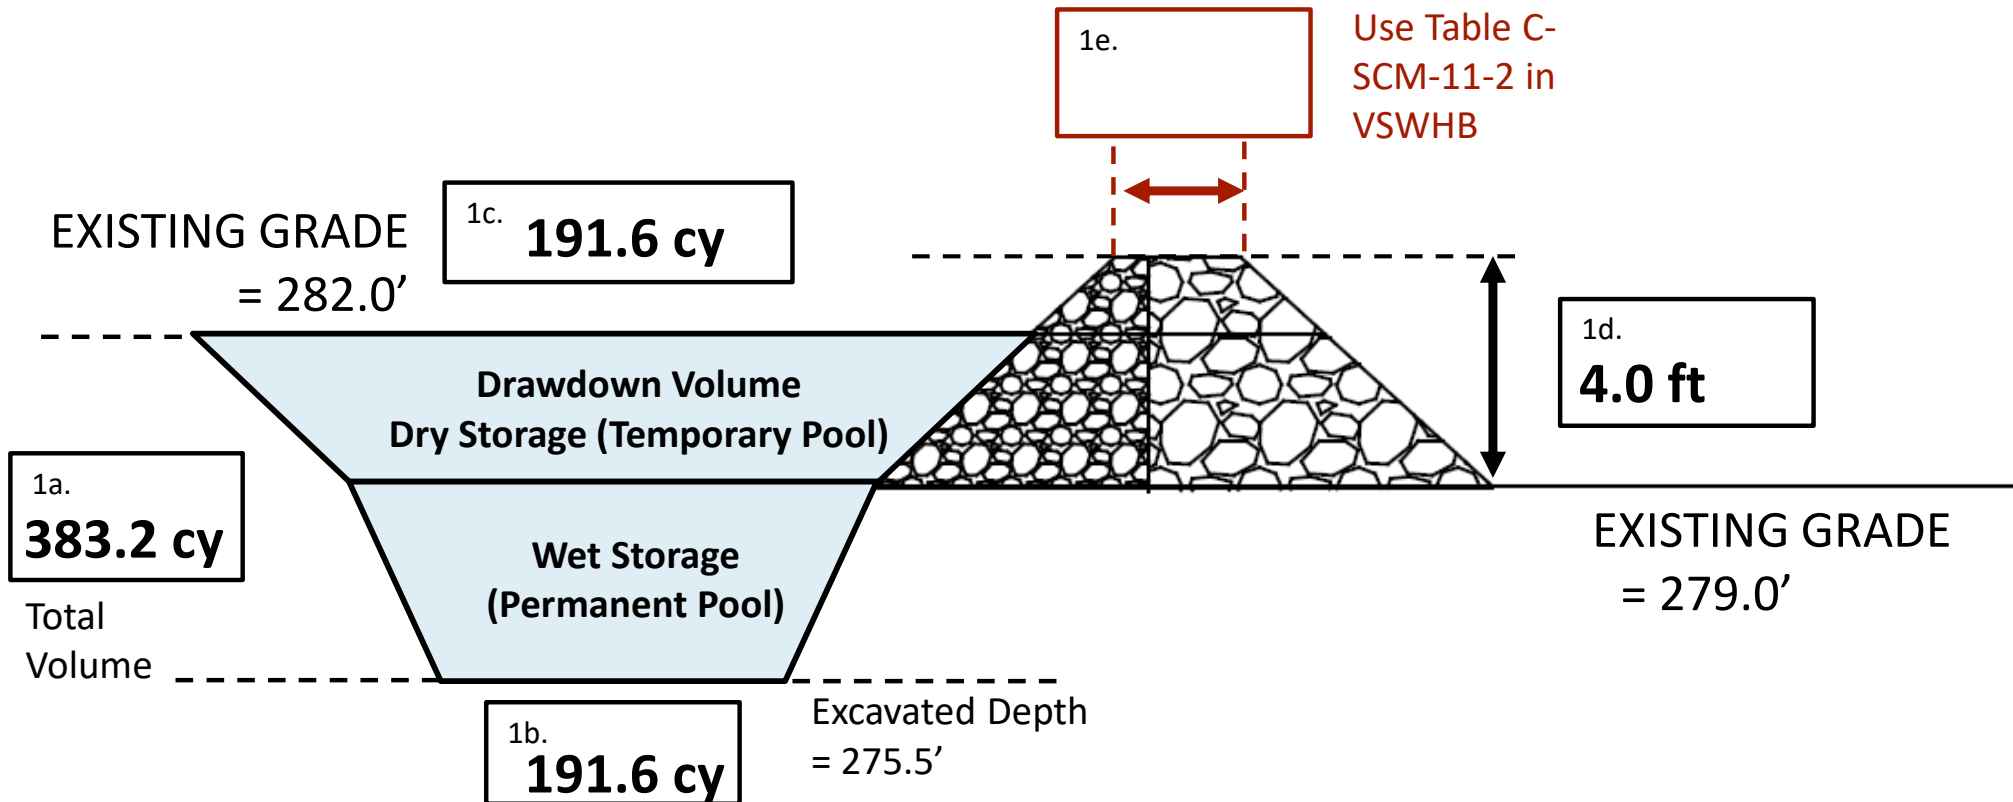 1e.
Use Table C-
SCM-11-2 in
VSWHB
EXISTING GRADE
= 282.0’
1c. 191.6 cy
1d.
4.0 ft
Drawdown Volume
Dry Storage (Temporary Pool)
1a.
383.2 cy
Total
Volume
Wet Storage
(Permanent Pool)
EXISTING GRADE
= 279.0’
1b.
191.6 cy
Excavated Depth
= 275.5’